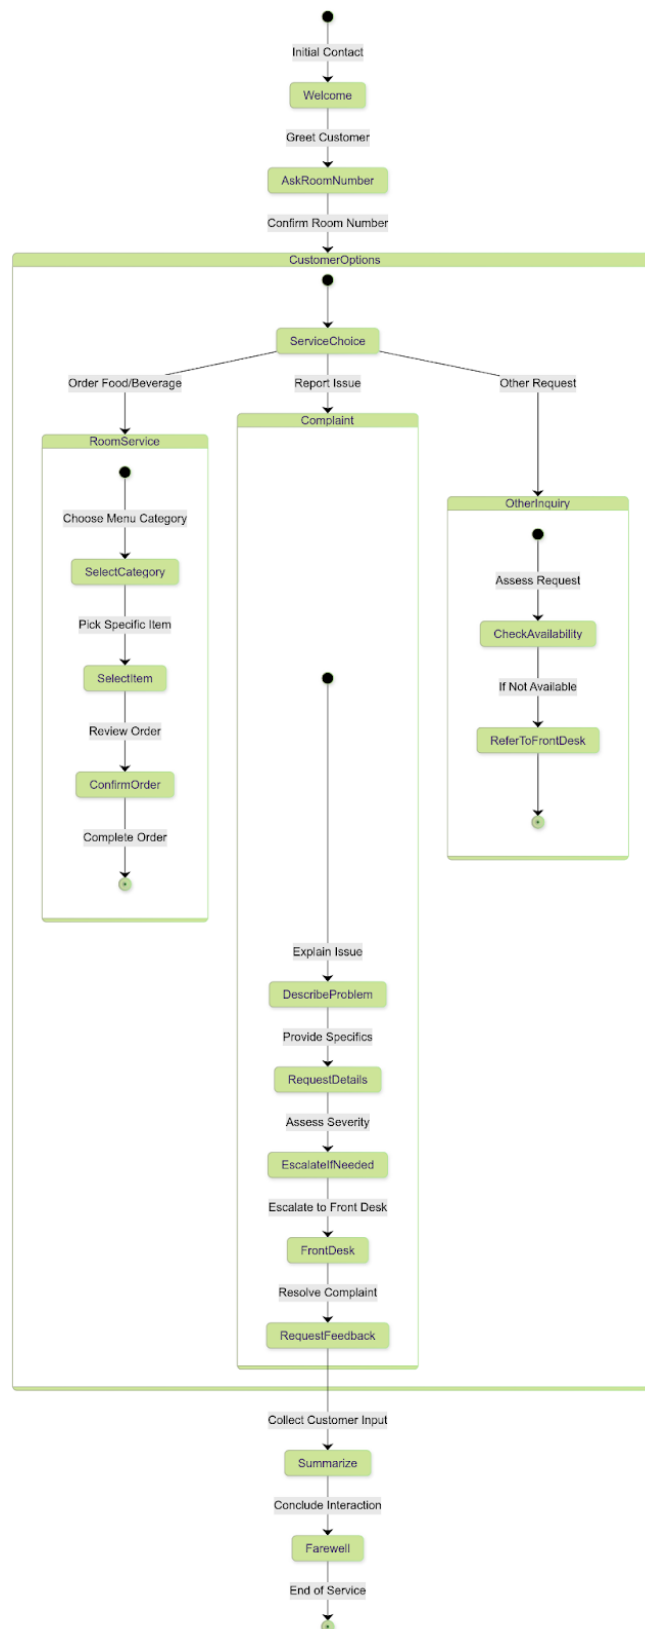 Initial Contact
Welcome
Greet Customer
AskRoomNumber
Confirm Room Number
CustomerOptions
ServiceChoice
Order Food/Beverage
Report Issue
Other Request
Complaint
RoomService
OtherInquiry
Choose Menu Category
SelectCategory
Assess Request
CheckAvailability
Pick Specific Item
SelectItem
If Not Available
Review Order
ReferToFrontDesk
ConfirmOrder
Complete Order
Explain Issue
DescribeProblem
Provide Specifics
RequestDetails
Assess Severity
EscalateIfNeeded
Escalate to Front Desk
FrontDesk
Resolve Complaint
RequestFeedback
Collect Customer Input
Summarize
Conclude Interaction
Farewell
End of Service